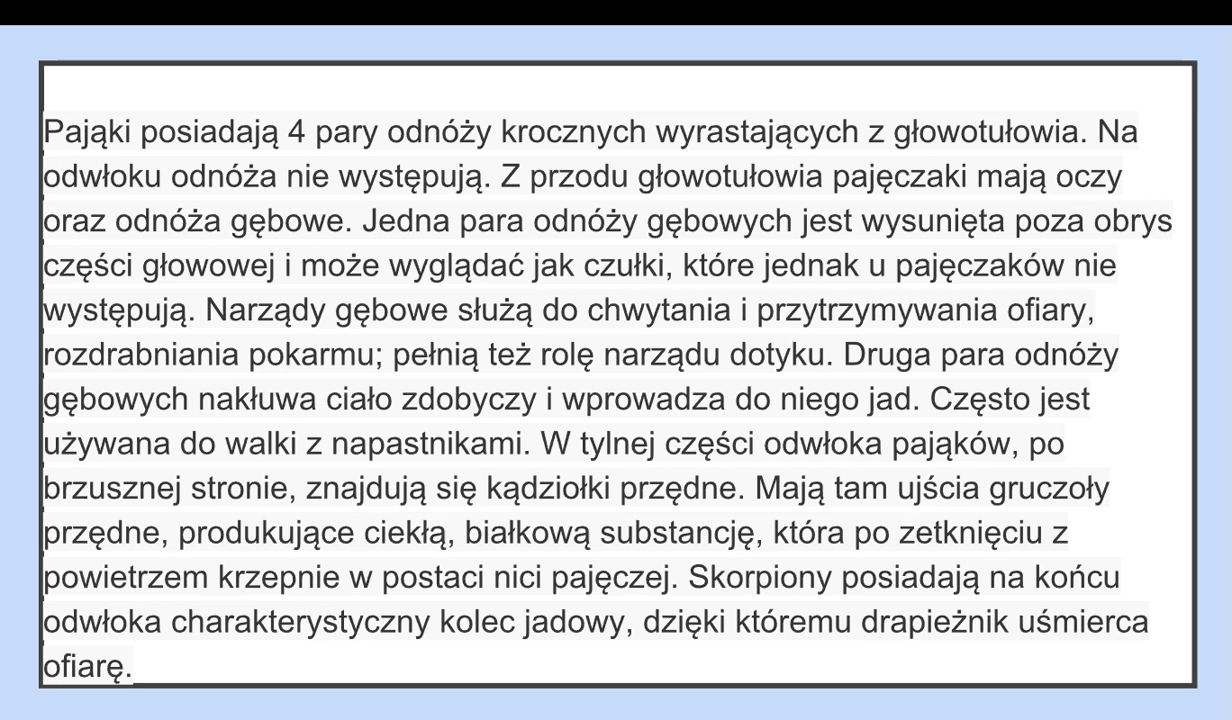 Pająki posiadają 4 pary odnóży krocznych wyrastających z głowotułowia. Na
odwłoku odnóża nie występują. Z przodu głowotułowia pajęczaki mają oczy
oraz odnóża gębowe. Jedna para odnóży gębowych jest wysunięta poza obrys
części głowowej i może wyglądać jak czułki, które jednak u pajęczaków nie
występują. Narządy gębowe służą do chwytania i przytrzymywania ofiary,
rozdrabniania pokarmu; pełnią też rolę narządu dotyku. Druga para odnóży
gębowych nakłuwa ciało zdobyczy i wprowadza do niego jad. Często jest
używana do walki z napastnikami. W tylnej części odwłoka pająków, po
brzusznej stronie, znajdują się kądziołki przędne. Mają tam ujścia gruczoły
przędne, produkujące ciekłą, białkową substancję, która po zetknięciu z
powietrzem krzepnie w postaci nici pajęczej. Skorpiony posiadają na końcu
odwłoka charakterystyczny kolec jadowy, dzięki któremu drapieżnik uśmierca
ofiarę.